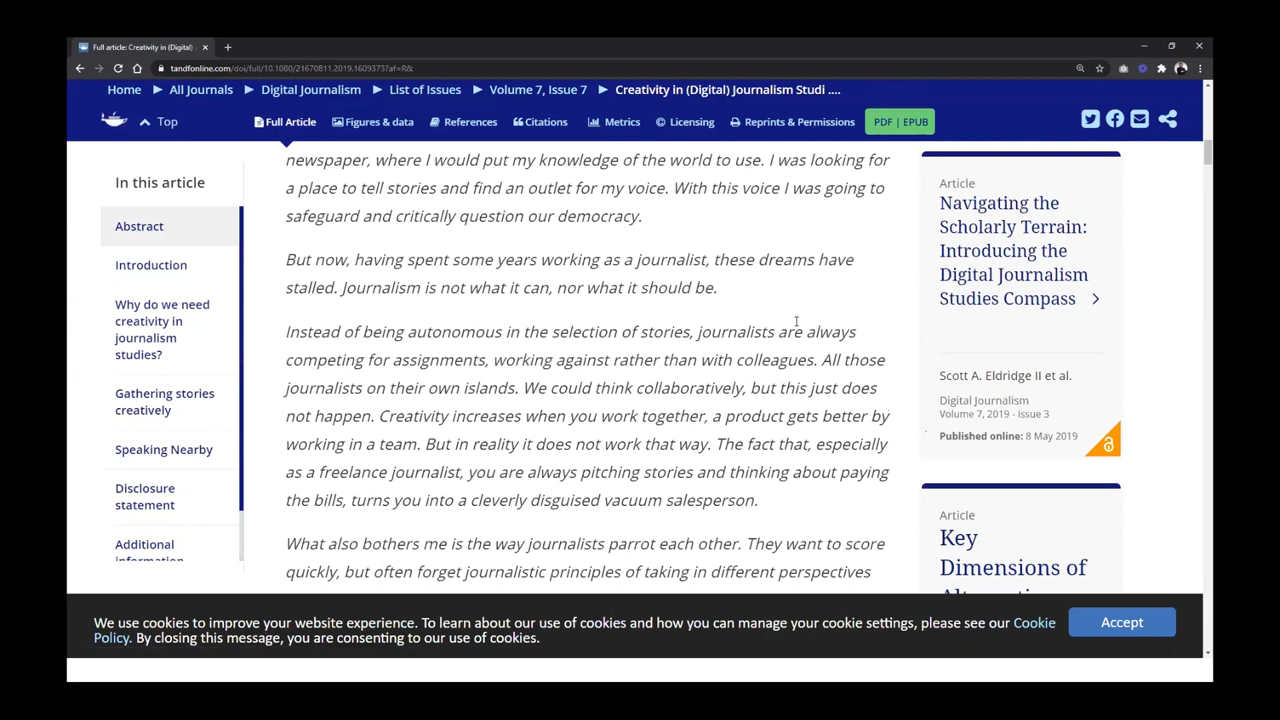 Full article: Creativity in (Digital)
tandfonline.com/doi/full/10.1080/21670811.2019.1609373?af=R&
Home All Journals Digital Journalism List of Issues Volume 7, Issue 7 Creativity in (Digital) Journalism Studi ....
Top Full Article Figures & data References Citations Metrics Licensing Reprints & Permissions PDF | EPUB
In this article
Abstract
Introduction
Why do we need
creativity in
journalism
studies?
Gathering stories
creatively
Speaking Nearby
Disclosure
statement
Additional
information
newspaper, where I would put my knowledge of the world to use. I was looking for
a place to tell stories and find an outlet for my voice. With this voice I was going to
safeguard and critically question our democracy.
But now, having spent some years working as a journalist, these dreams have
stalled. Journalism is not what it can, nor what it should be.
Instead of being autonomous in the selection of stories, journalists are always
competing for assignments, working against rather than with colleagues. All those
journalists on their own islands. We could think collaboratively, but this just does
not happen. Creativity increases when you work together, a product gets better by
working in a team. But in reality it does not work that way. The fact that, especially
as a freelance journalist, you are always pitching stories and thinking about paying
the bills, turns you into a cleverly disguised vacuum salesperson.
What also bothers me is the way journalists parrot each other. They want to score
quickly, but often forget journalistic principles of taking in different perspectives
Article
Navigating the
Scholarly Terrain:
Introducing the
Digital Journalism
Studies Compass
Scott A. Eldridge II et al.
Digital Journalism
Volume 7, 2019 - Issue 3
Published online: 8 May 2019
Article
Key
Dimensions of
We use cookies to improve your website experience. To learn about our use of cookies and how you can manage your cookie settings, please see our Cookie
Policy. By closing this message, you are consenting to our use of cookies.
Accept